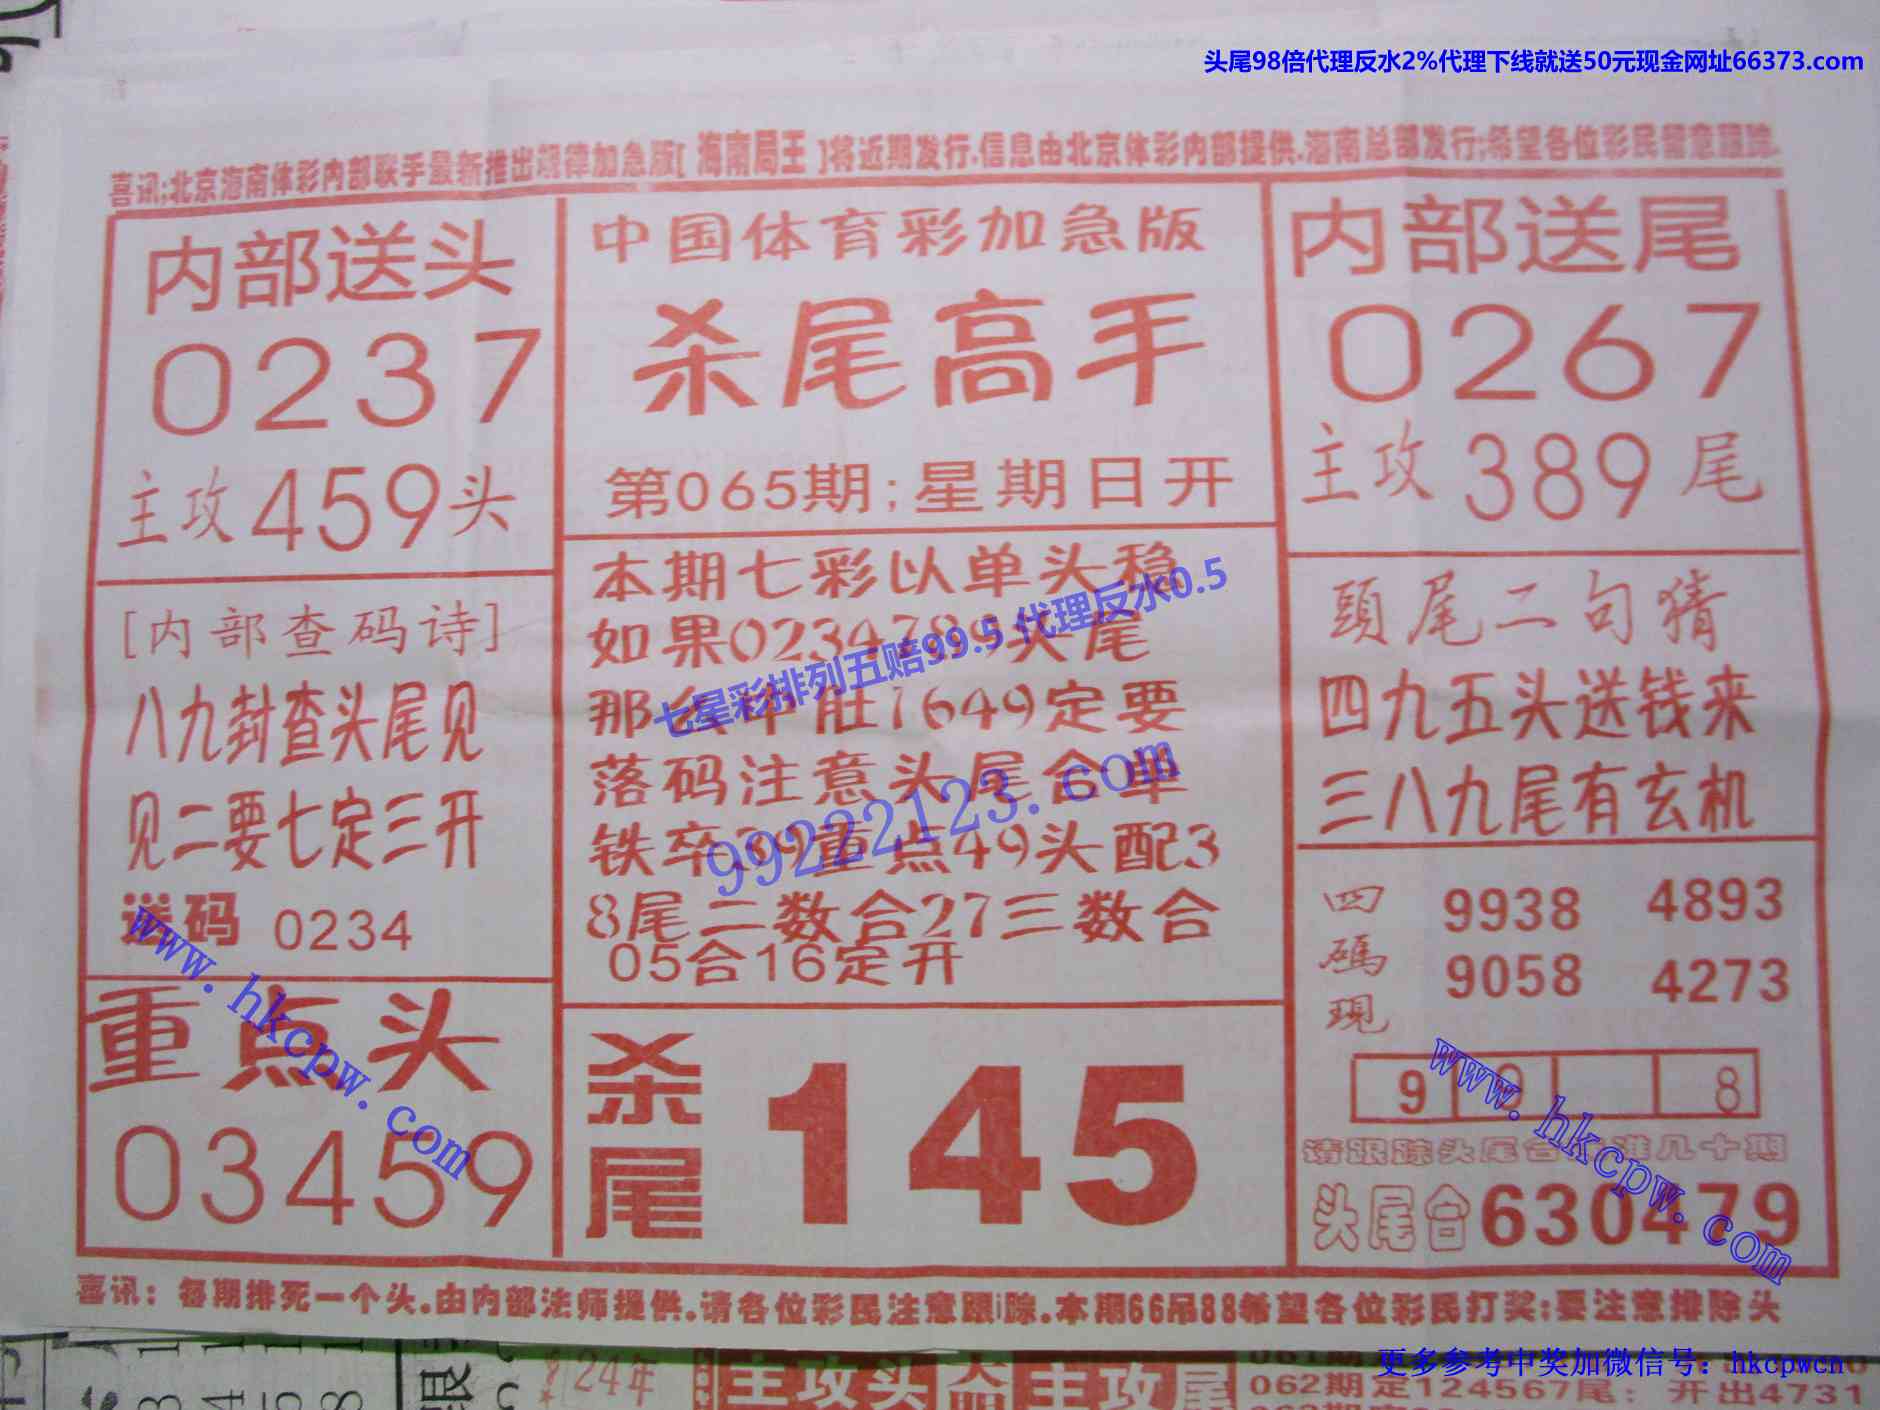 头尾98倍代理反水2%代理下线就送50元现金网址66373.com
喜讯;北京海南体彩内部联手最新推出规律加急版[ 海南局王 ]将近期发行.信息由北京体彩内部提供.海南总部发行;希望各位彩民留意跟踪.
内部送头
0237
主攻459头
[内部查码诗]
八九封查头尾见
见二要七定三开
送码 0234
重点头
03459
中国体育彩加急版
杀尾高手
第065期;星期日开
本期七彩以单头稳
如果0234789头尾
那么牛肚1649定要
落码注意头尾合单
铁卒39重点49头配3
8尾二数合27三数合
05合16定开
杀尾 145
内部送尾
0267
主攻389尾
頭尾二句猜
四九五头送钱来
三八九尾有玄机
四碼現
9938 4893
9058 4273
9 9 8
请跟踪头尾合准几十期
头尾合630479
喜讯：每期排死一个头.由内部法师提供.请各位彩民注意跟i踪.本期66吊88希望各位彩民打奖:要注意排除头
七星彩排列五赔99.5 代理反水0.5
99222123.com
www.hkcpw.com
www.hkcpw.com
更多参考中奖加微信号：hkcpwcn
24年
主攻头
主攻尾
062期定124567尾：开出4731